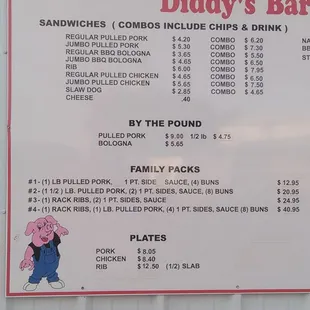 Diddy's Bar
SANDWICHES ( COMBOS INCLUDE CHIPS & DRINK )
REGULAR PULLED PORK $ 4.20 COMBO $ 6.20
JUMBO PULLED PORK $ 5.30 COMBO $ 7.30
REGULAR BBQ BOLOGNA $ 3.65 COMBO $ 5.50
JUMBO BBQ BOLOGNA $ 4.65 COMBO $ 6.50
RIB $ 6.00 COMBO $ 7.95
REGULAR PULLED CHICKEN $ 4.65 COMBO $ 6.50
JUMBO PULLED CHICKEN $ 5.65 COMBO $ 7.50
SLAW DOG $ 2.85 COMBO $ 4.65
CHEESE .40
NA
BB
ST
BY THE POUND
PULLED PORK $ 9.00 1/2 lb $ 4.75
BOLOGNA $ 5.65
FAMILY PACKS
#1- (1) LB PULLED PORK, 1 PT. SIDE SAUCE, (4) BUNS $ 12.95
#2- (1 1/2 ) LB. PULLED PORK, (2) 1 PT. SIDES, SAUCE (8) BUNS $ 20.95
#3- (1) RACK RIBS, (2) 1 PT. SIDES, SAUCE $ 24.95
#4- (1) RACK RIBS, (1) LB. PULLED PORK, (4) 1 PT. SIDES, SAUCE (8) BUNS $ 40.95
PLATES
PORK $ 8.05
CHICKEN $ 8.40
RIB $ 12.50 (1/2) SLAB